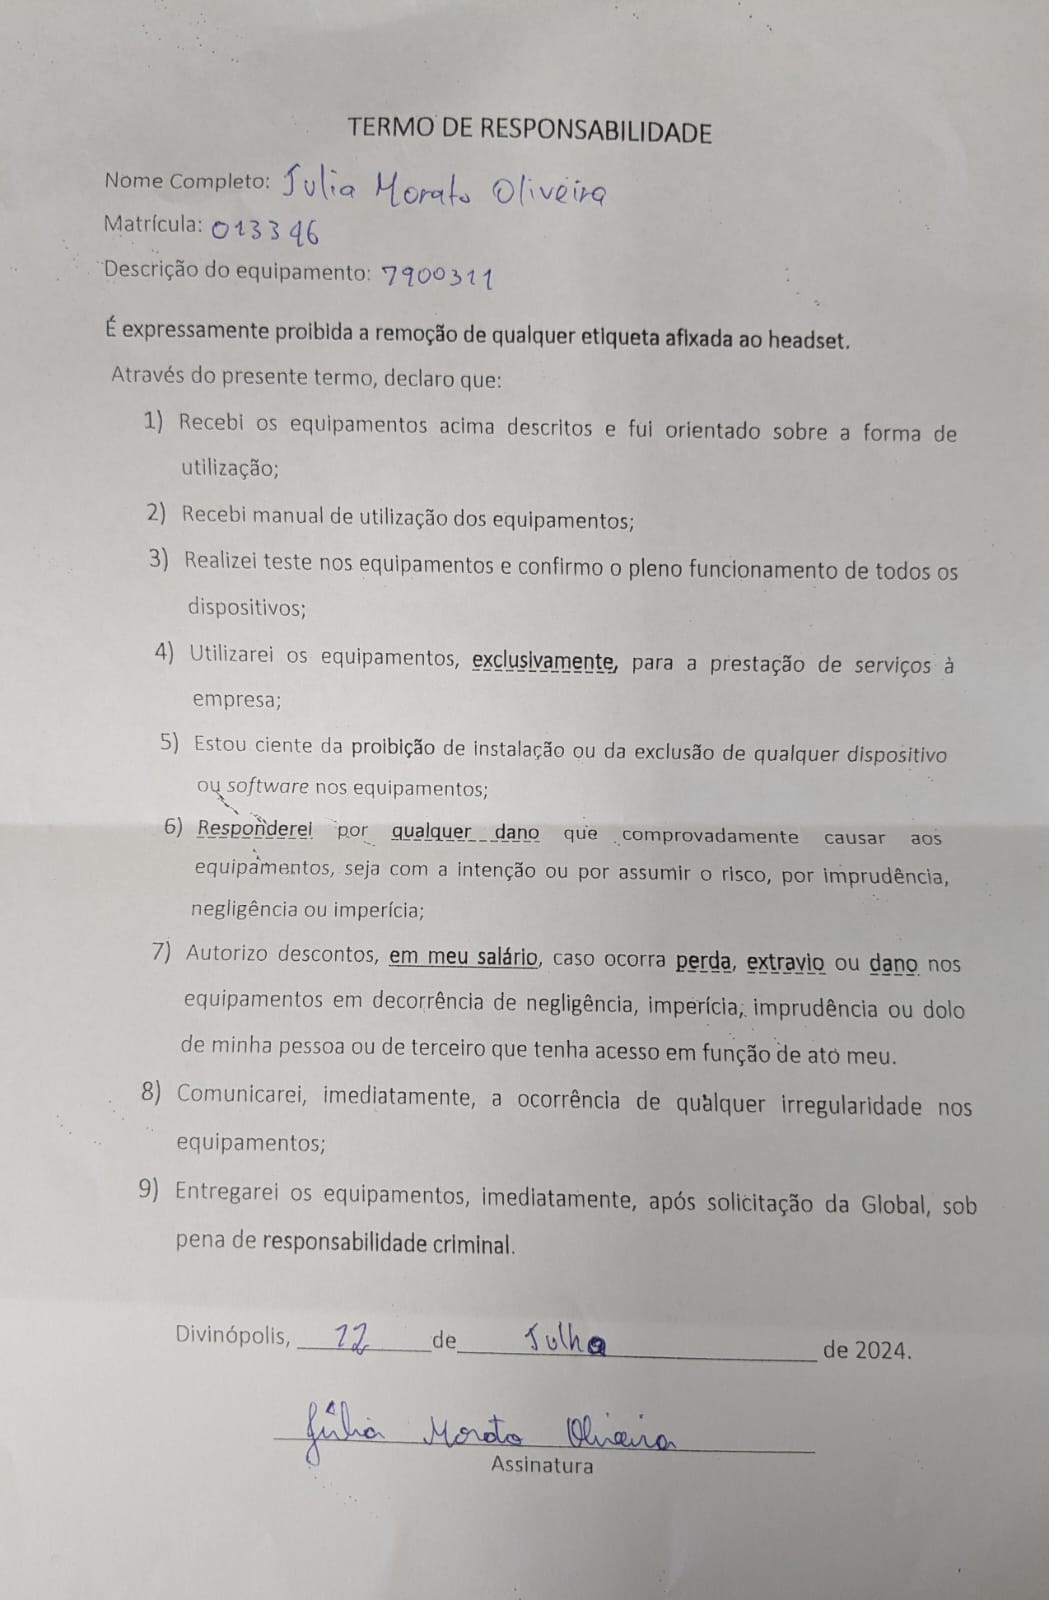 TERMO DE RESPONSABILIDADE
Nome Completo: Julia Morato Oliveira
Matrícula: 013346
Descrição do equipamento: 7900311
É expressamente proibida a remoção de qualquer etiqueta afixada ao headset.
Através do presente termo, declaro que:
1) Recebi os equipamentos acima descritos e fui orientado sobre a forma de
utilização;
2) Recebi manual de utilização dos equipamentos;
3) Realizei teste nos equipamentos e confirmo o pleno funcionamento de todos os
dispositivos;
4) Utilizarei os equipamentos, exclusivamente, para a prestação de serviços à
empresa;
5) Estou ciente da proibição de instalação ou da exclusão de qualquer dispositivo
ou software nos equipamentos;
6) Responderei por qualquer dano que comprovadamente causar aos
equipamentos, seja com a intenção ou por assumir o risco, por imprudência,
negligência ou imperícia;
7) Autorizo descontos, em meu salário, caso ocorra perda, extravio ou dano nos
equipamentos em decorrência de negligência, imperícia, imprudência ou dolo
de minha pessoa ou de terceiro que tenha acesso em função de ato meu.
8) Comunicarei, imediatamente, a ocorrência de qualquer irregularidade nos
equipamentos;
9) Entregarei os equipamentos, imediatamente, após solicitação da Global, sob
pena de responsabilidade criminal.
Divinópolis, 22 de Julho de 2024.
Júlia Morato Oliveira
Assinatura